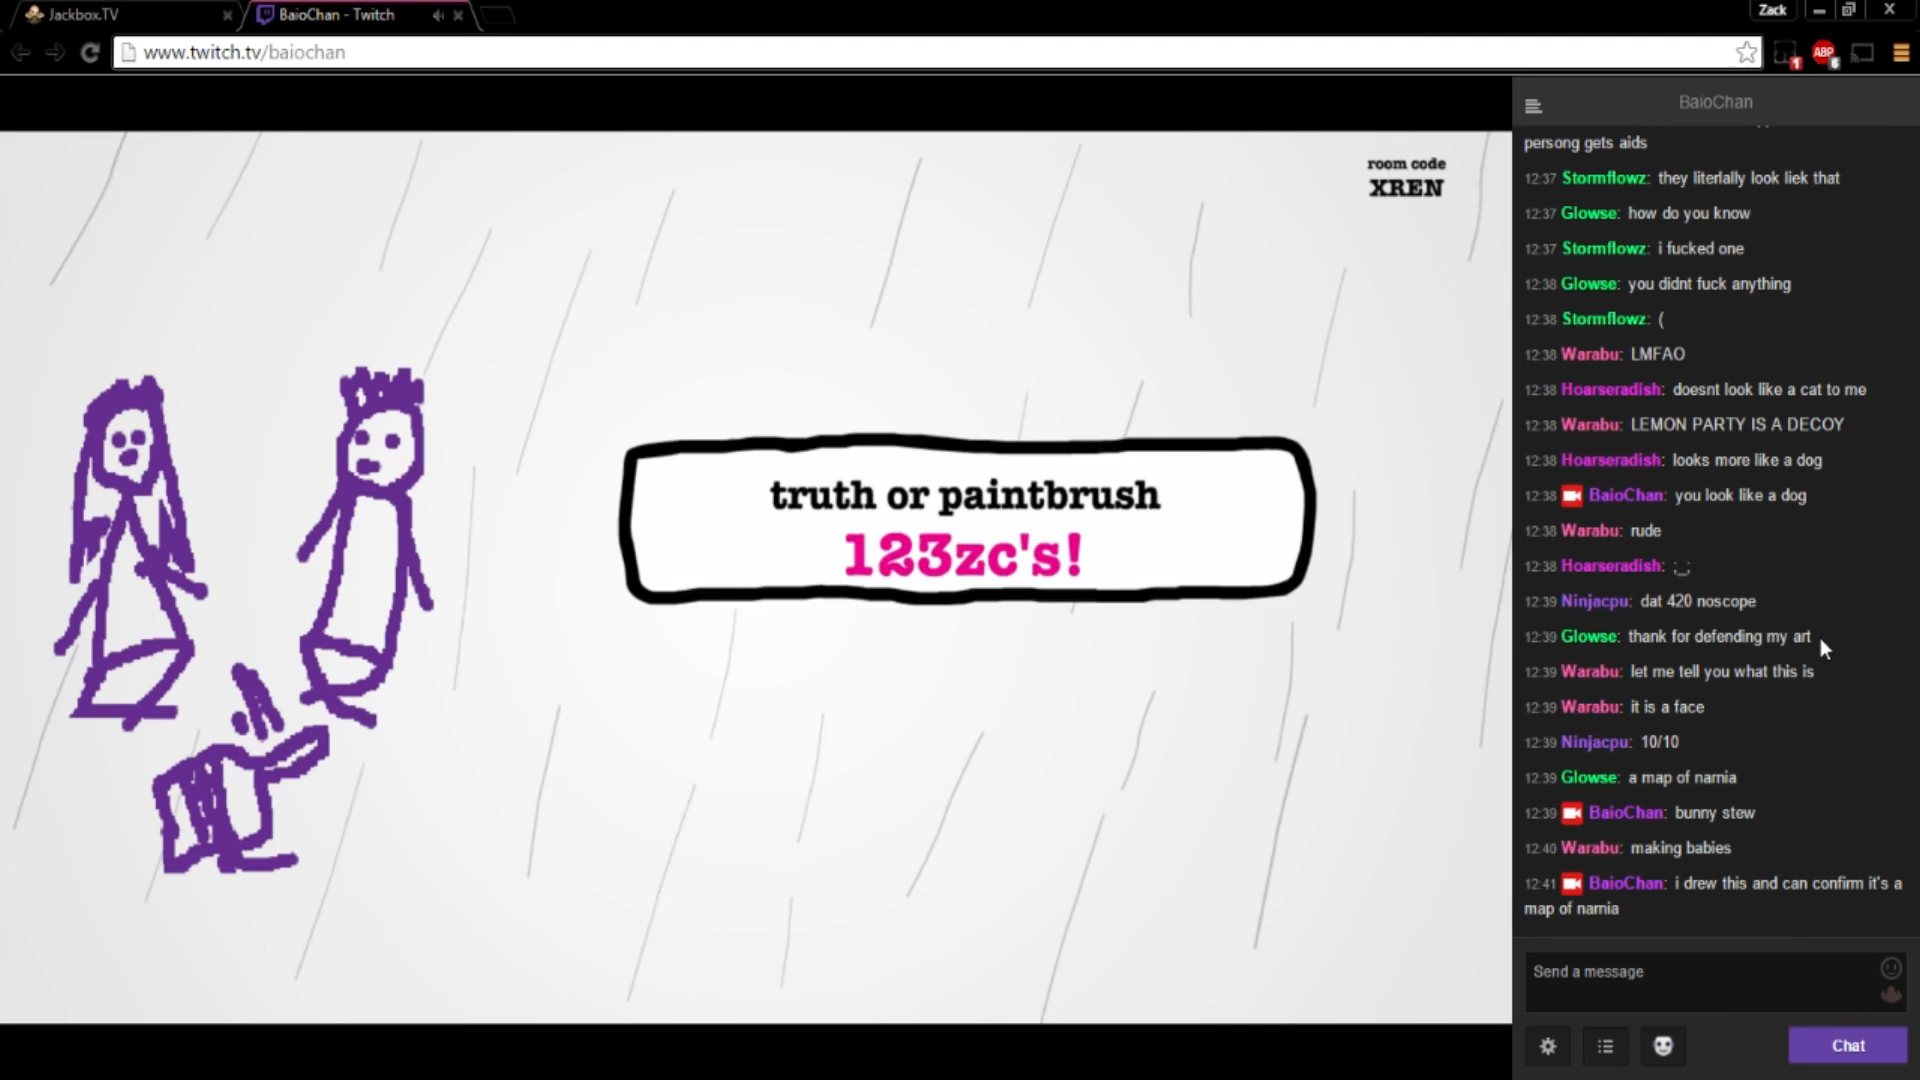 Jackbox.TV
BaioChan - Twitch
Zack
www.twitch.tv/baiochan
1
ABP
6
BaioChan
room code
XREN
truth or paintbrush
123zc's!
persong gets aids
12:37 Stormflowz: they literlally look liek that
12:37 Glowse: how do you know
12:37 Stormflowz: i fucked one
12:38 Glowse: you didnt fuck anything
12:38 Stormflowz: (
12:38 Warabu: LMFAO
12:38 Hoarseradish: doesnt look like a cat to me
12:38 Warabu: LEMON PARTY IS A DECOY
12:38 Hoarseradish: looks more like a dog
12:38 BaioChan: you look like a dog
12:38 Warabu: rude
12:38 Hoarseradish: ;_;
12:39 Ninjacpu: dat 420 noscope
12:39 Glowse: thank for defending my art
12:39 Warabu: let me tell you what this is
12:39 Warabu: it is a face
12:39 Ninjacpu: 10/10
12:39 Glowse: a map of narnia
12:39 BaioChan: bunny stew
12:40 Warabu: making babies
12:41 BaioChan: i drew this and can confirm it's a
map of narnia
Send a message
Chat